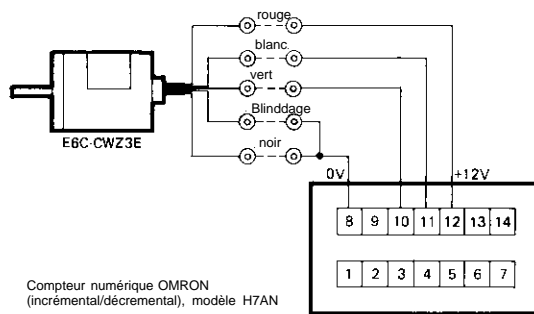 rouge
blanc.
vert
Blinddage
noir
E6C-CWZ3E
0V +12V
8 9 10 11 12 13 14
1 2 3 4 5 6 7
Compteur numérique OMRON
(incrémental/décremental), modèle H7AN